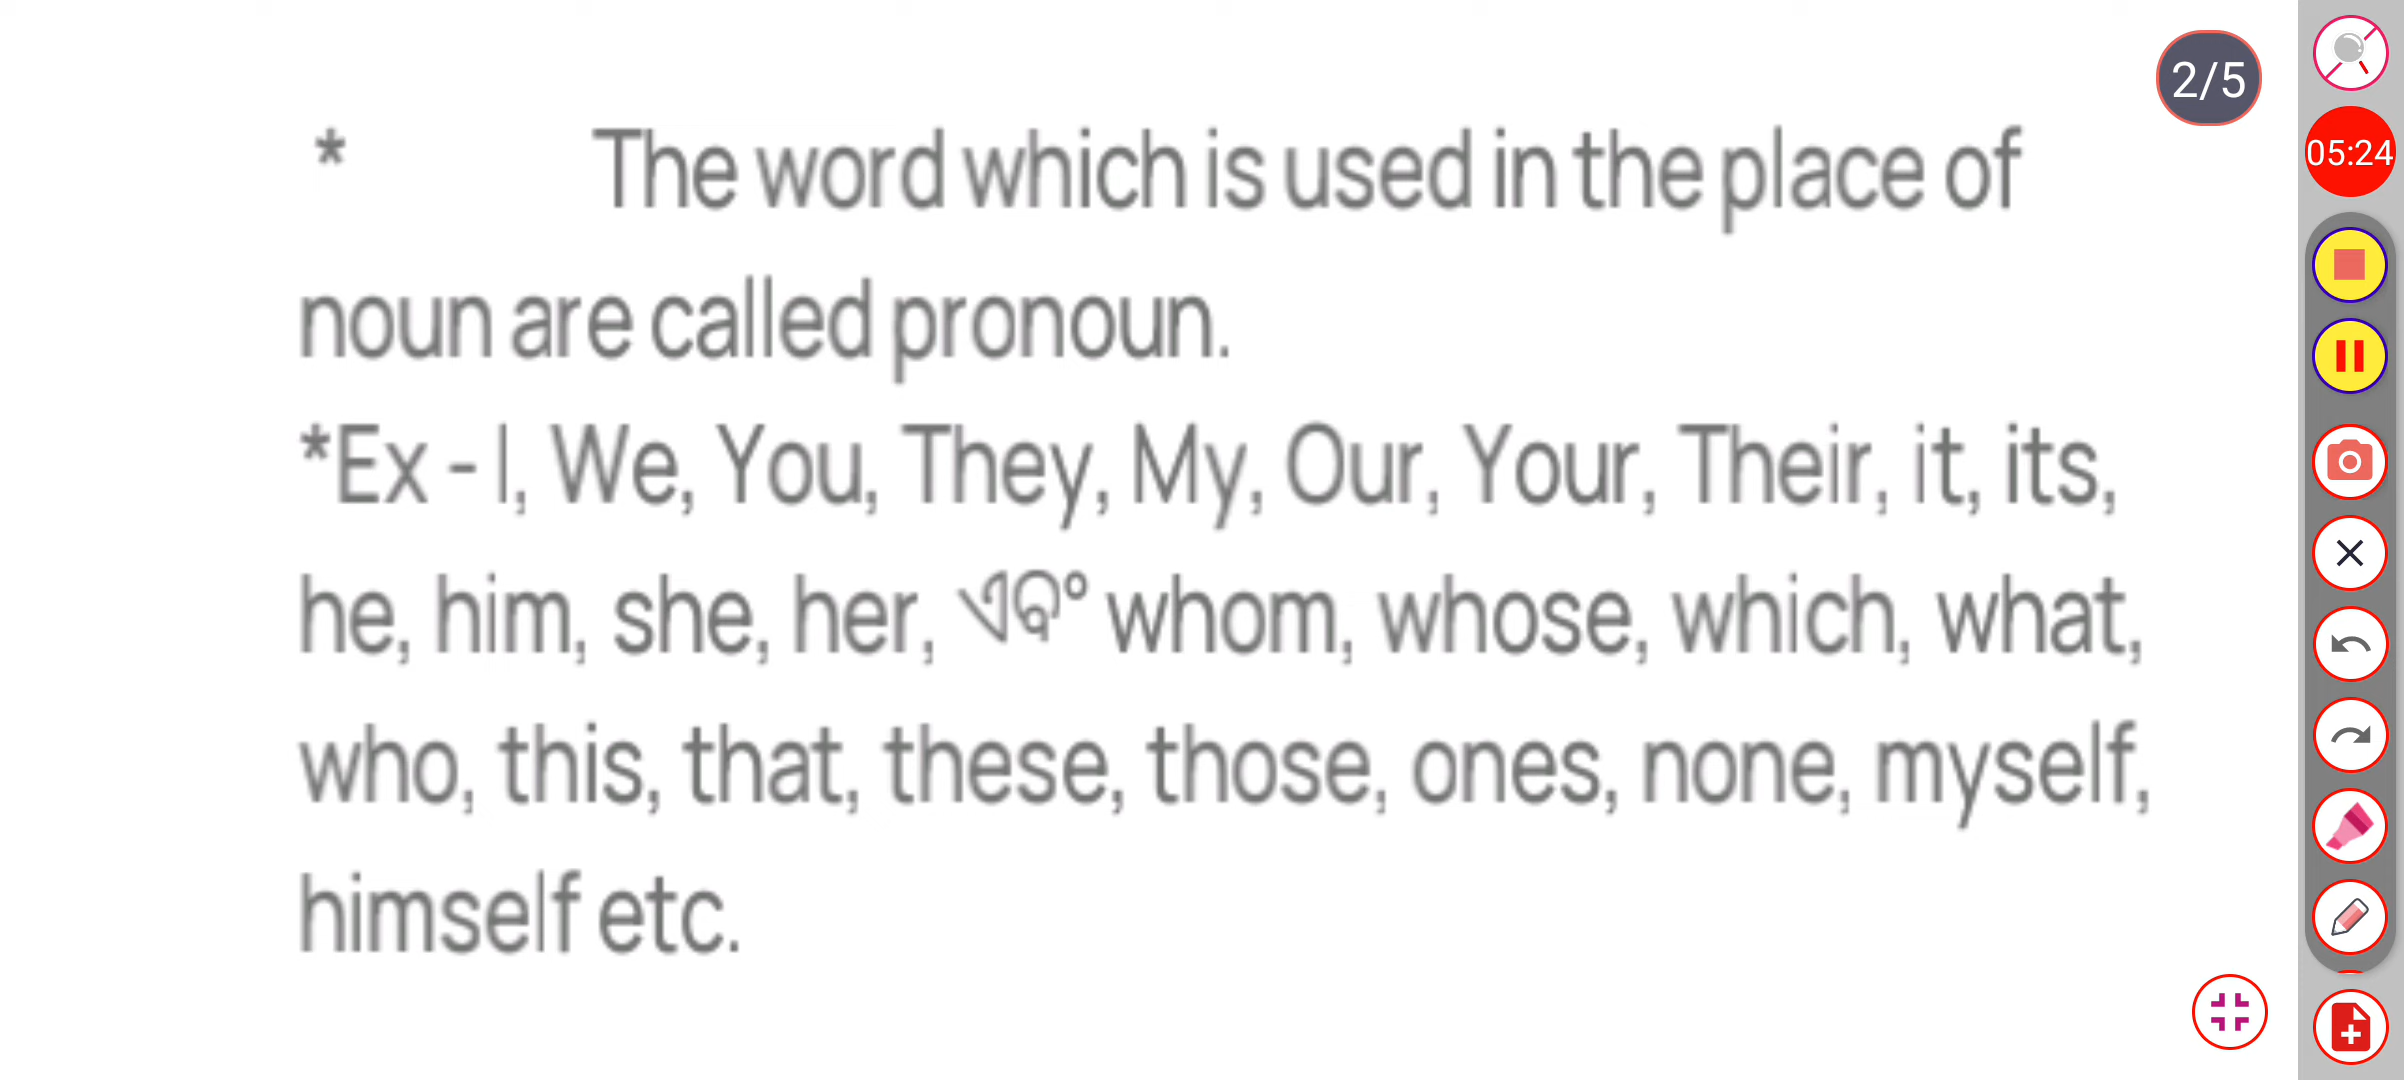 2/5
05:24
* The word which is used in the place of
noun are called pronoun.
*Ex - I, We, You, They, My, Our, Your, Their, it, its,
he, him, she, her, ଏବଂ whom, whose, which, what,
who, this, that, these, those, ones, none, myself,
himself etc.